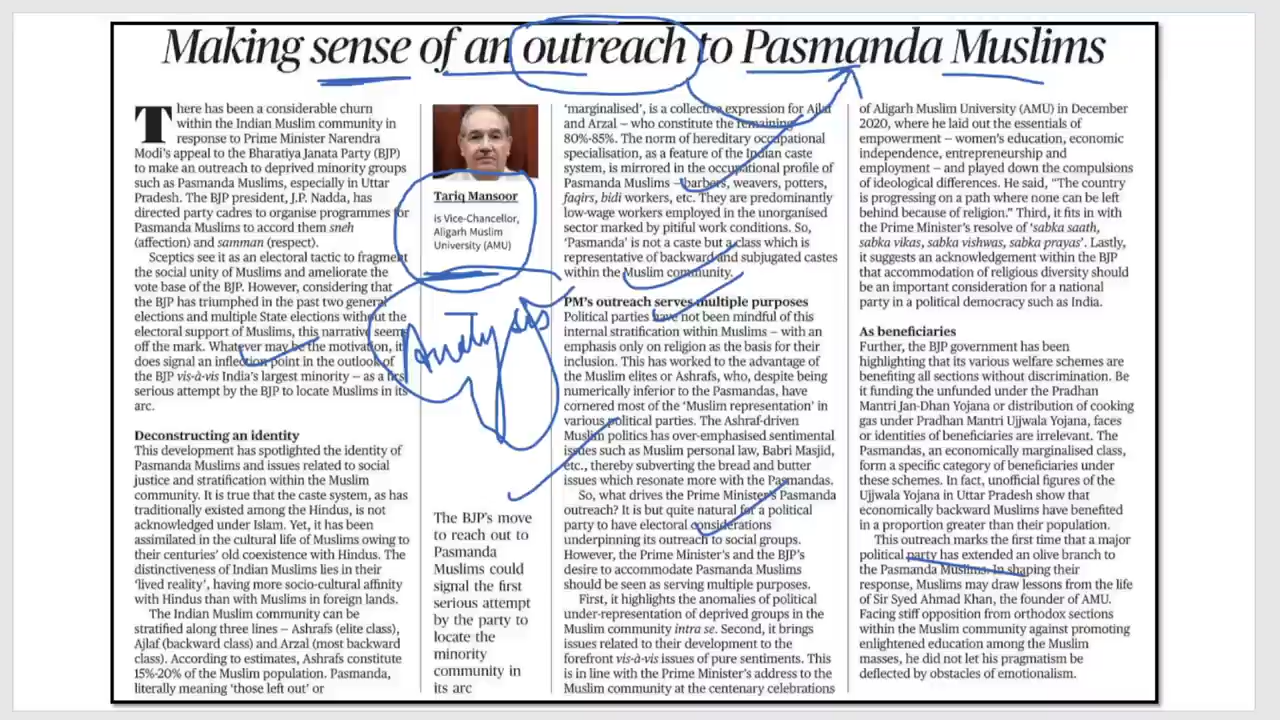 Making sense of an outreach to Pasmanda Muslims
There has been a considerable churn
within the Indian Muslim community in
response to Prime Minister Narendra
Modi's appeal to the Bharatiya Janata Party (BJP)
to make an outreach to deprived minority groups
such as Pasmanda Muslims, especially in Uttar
Pradesh. The BJP president, J.P. Nadda, has
directed party cadres to organise programmes for
Pasmanda Muslims to accord them sneh
(affection) and samman (respect).
Sceptics see it as an electoral tactic to fragment
the social unity of Muslims and ameliorate the
vote base of the BJP. However, considering that
the BJP has triumphed in the past two general
elections and multiple State elections without the
electoral support of Muslims, this narrative seems
off the mark. Whatever may be the motivation, it
does signal an inflection point in the outlook of
the BJP vis-à-vis India's largest minority – as a first
serious attempt by the BJP to locate Muslims in its
arc.
Deconstructing an identity
This development has spotlighted the identity of
Pasmanda Muslims and issues related to social
justice and stratification within the Muslim
community. It is true that the caste system, as has
traditionally existed among the Hindus, is not
acknowledged under Islam. Yet, it has been
assimilated in the cultural life of Muslims owing to
their centuries' old coexistence with Hindus. The
distinctiveness of Indian Muslims lies in their
'lived reality', having more socio-cultural affinity
with Hindus than with Muslims in foreign lands.
The Indian Muslim community can be
stratified along three lines – Ashrafs (elite class),
Ajlaf (backward class) and Arzal (most backward
class). According to estimates, Ashrafs constitute
15%-20% of the Muslim population. Pasmanda,
literally meaning 'those left out' or
Tariq Mansoor
is Vice-Chancellor,
Aligarh Muslim
University (AMU)
Analysis
The BJP's move
to reach out to
Pasmanda
Muslims could
signal the first
serious attempt
by the party to
locate the
minority
community in
its arc
'marginalised', is a collective expression for Ajlaf
and Arzal – who constitute the remaining
80%-85%. The norm of hereditary occupational
specialisation, as a feature of the Indian caste
system, is mirrored in the occupational profile of
Pasmanda Muslims – barbers, weavers, potters,
faqirs, bidi workers, etc. They are predominantly
low-wage workers employed in the unorganised
sector marked by pitiful work conditions. So,
'Pasmanda' is not a caste but a class which is
representative of backward and subjugated castes
within the Muslim community.
PM's outreach serves multiple purposes
Political parties have not been mindful of this
internal stratification within Muslims – with an
emphasis only on religion as the basis for their
inclusion. This has worked to the advantage of
the Muslim elites or Ashrafs, who, despite being
numerically inferior to the Pasmandas, have
cornered most of the 'Muslim representation' in
various political parties. The Ashraf-driven
Muslim politics has over-emphasised sentimental
issues such as Muslim personal law, Babri Masjid,
etc., thereby subverting the bread and butter
issues which resonate more with the Pasmandas.
So, what drives the Prime Minister's Pasmanda
outreach? It is but quite natural for a political
party to have electoral considerations
underpinning its outreach to social groups.
However, the Prime Minister's and the BJP's
desire to accommodate Pasmanda Muslims
should be seen as serving multiple purposes.
First, it highlights the anomalies of political
under-representation of deprived groups in the
Muslim community intra se. Second, it brings
issues related to their development to the
forefront vis-à-vis issues of pure sentiments. This
is in line with the Prime Minister's address to the
Muslim community at the centenary celebrations
of Aligarh Muslim University (AMU) in December
2020, where he laid out the essentials of
empowerment – women's education, economic
independence, entrepreneurship and
employment – and played down the compulsions
of ideological differences. He said, "The country
is progressing on a path where none can be left
behind because of religion." Third, it fits in with
the Prime Minister's resolve of 'sabka saath,
sabka vikas, sabka vishwas, sabka prayas'. Lastly,
it suggests an acknowledgement within the BJP
that accommodation of religious diversity should
be an important consideration for a national
party in a political democracy such as India.
As beneficiaries
Further, the BJP government has been
highlighting that its various welfare schemes are
benefiting all sections without discrimination. Be
it funding the unfunded under the Pradhan
Mantri Jan-Dhan Yojana or distribution of cooking
gas under Pradhan Mantri Ujjwala Yojana, faces
or identities of beneficiaries are irrelevant. The
Pasmandas, an economically marginalised class,
form a specific category of beneficiaries under
these schemes. In fact, unofficial figures of the
Ujjwala Yojana in Uttar Pradesh show that
economically backward Muslims have benefited
in a proportion greater than their population.
This outreach marks the first time that a major
political party has extended an olive branch to
the Pasmanda Muslims. In shaping their
response, Muslims may draw lessons from the life
of Sir Syed Ahmad Khan, the founder of AMU.
Facing stiff opposition from orthodox sections
within the Muslim community against promoting
enlightened education among the Muslim
masses, he did not let his pragmatism be
deflected by obstacles of emotionalism.